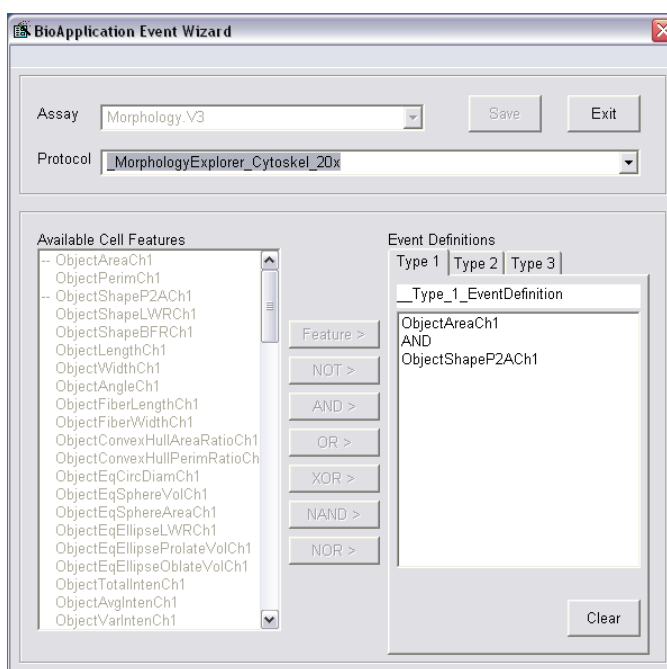 BioApplication Event Wizard
Assay
Morphology.V3
Save
Exit
Protocol
_MorphologyExplorer_Cytoskel_20x
Available Cell Features
-- ObjectAreaCh1
ObjectPerimCh1
-- ObjectShapeP2ACh1
ObjectShapeLWRCh1
ObjectShapeBFRCh1
ObjectLengthCh1
ObjectWidthCh1
ObjectAngleCh1
ObjectFiberLengthCh1
ObjectFiberWidthCh1
ObjectConvexHullAreaRatioCh1
ObjectConvexHullPerimRatioCh
ObjectEqCircDiamCh1
ObjectEqSphereVolCh1
ObjectEqSphereAreaCh1
ObjectEqEllipseLWRCh1
ObjectEqEllipseProlateVolCh1
ObjectEqEllipseOblateVolCh1
ObjectTotalIntenCh1
ObjectAvgIntenCh1
ObjectVarIntenCh1
Feature >
NOT >
AND >
OR >
XOR >
NAND >
NOR >
Event Definitions
Type 1 Type 2 Type 3
__Type_1_EventDefinition
ObjectAreaCh1
AND
ObjectShapeP2ACh1
Clear